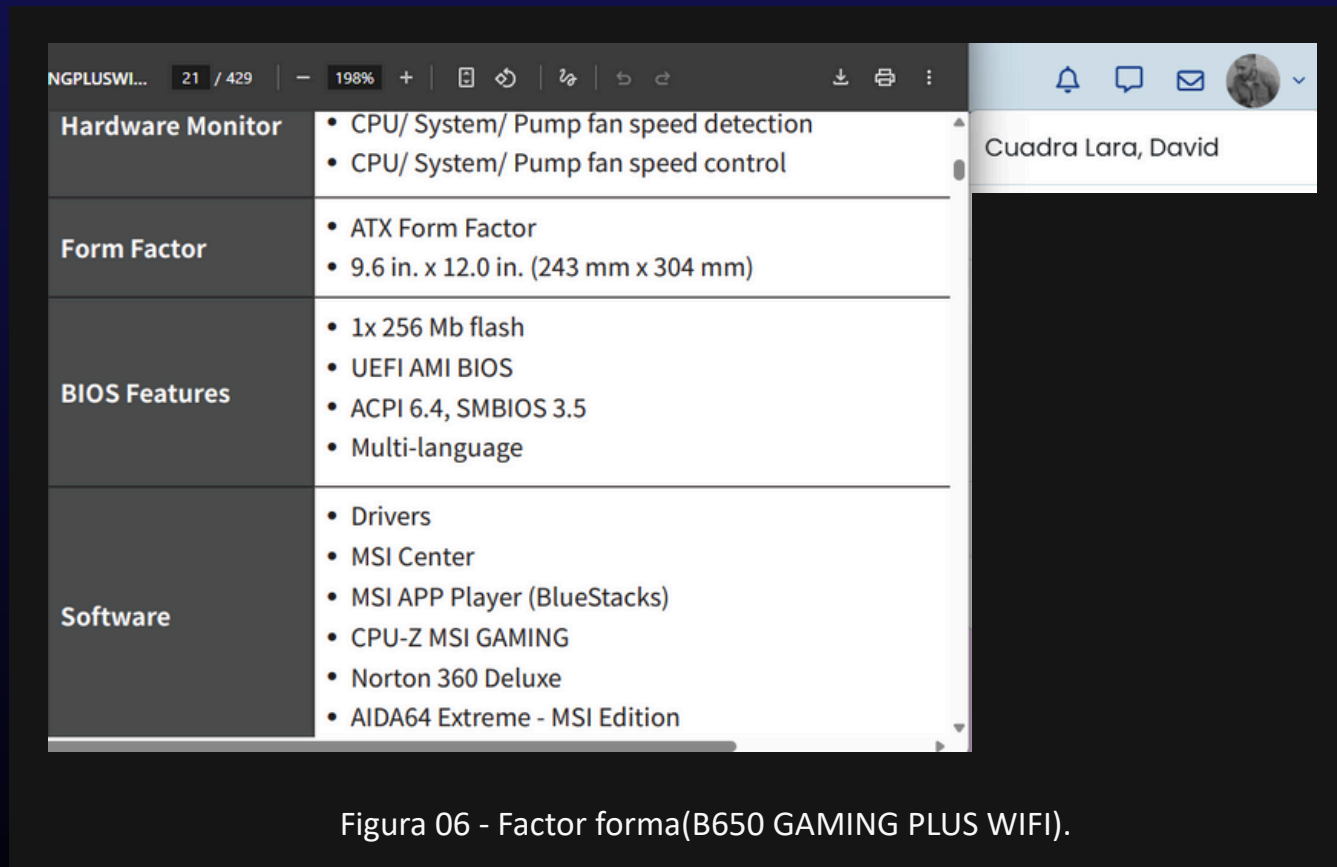 NGPLUSWI... 21 / 429 198%
Cuadra Lara, David
Hardware Monitor
• CPU/ System/ Pump fan speed detection
• CPU/ System/ Pump fan speed control
Form Factor
• ATX Form Factor
• 9.6 in. x 12.0 in. (243 mm x 304 mm)
BIOS Features
• 1x 256 Mb flash
• UEFI AMI BIOS
• ACPI 6.4, SMBIOS 3.5
• Multi-language
Software
• Drivers
• MSI Center
• MSI APP Player (BlueStacks)
• CPU-Z MSI GAMING
• Norton 360 Deluxe
• AIDA64 Extreme - MSI Edition
Figura 06 - Factor forma(B650 GAMING PLUS WIFI).